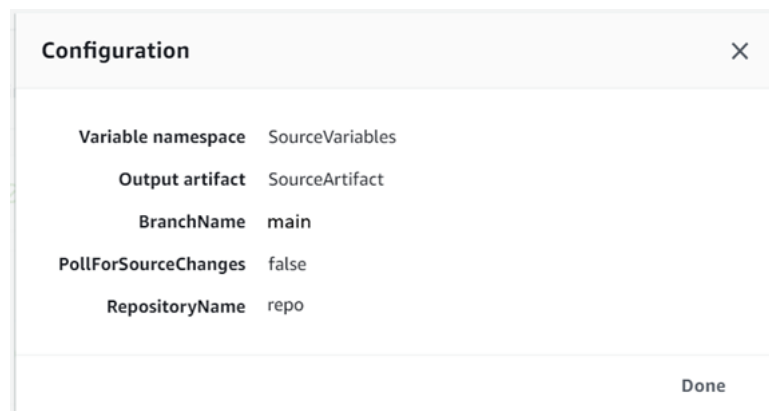 Configuration
Variable namespace SourceVariables
Output artifact SourceArtifact
BranchName main
PollForSourceChanges false
RepositoryName repo
Done